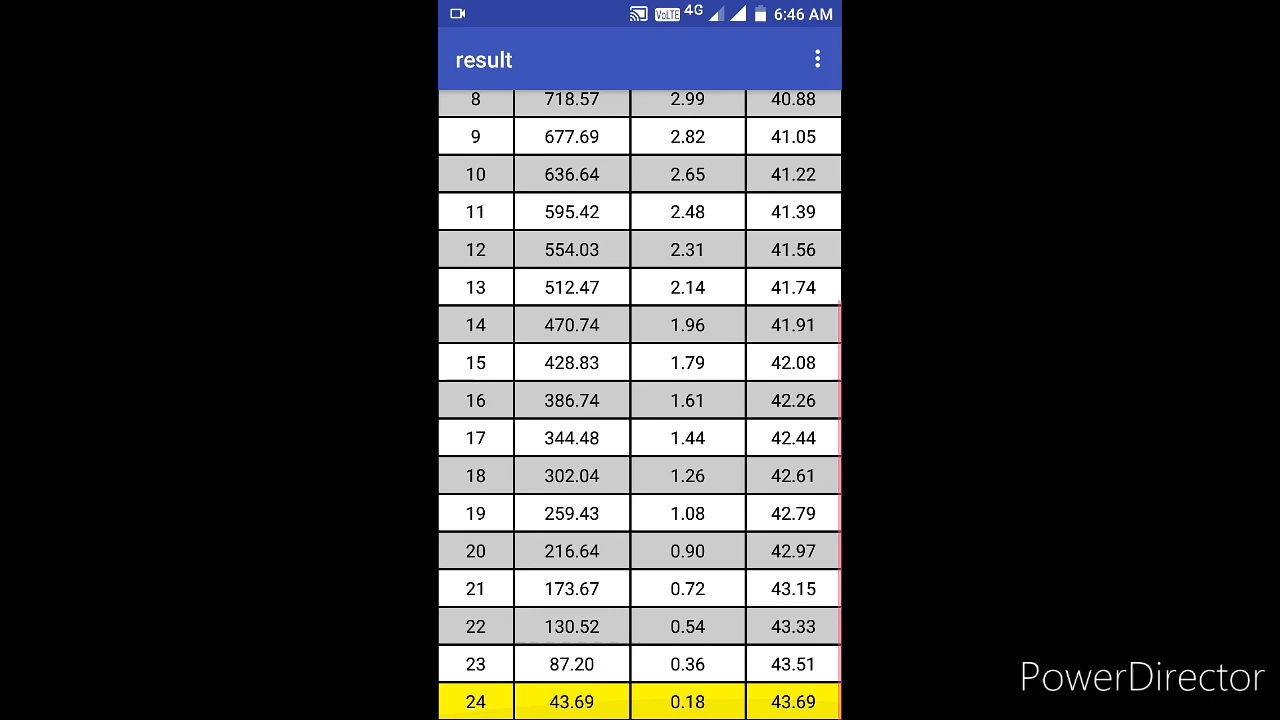 VoLTE 4G 6:46 AM
result
8 718.57 2.99 40.88
9 677.69 2.82 41.05
10 636.64 2.65 41.22
11 595.42 2.48 41.39
12 554.03 2.31 41.56
13 512.47 2.14 41.74
14 470.74 1.96 41.91
15 428.83 1.79 42.08
16 386.74 1.61 42.26
17 344.48 1.44 42.44
18 302.04 1.26 42.61
19 259.43 1.08 42.79
20 216.64 0.90 42.97
21 173.67 0.72 43.15
22 130.52 0.54 43.33
23 87.20 0.36 43.51
24 43.69 0.18 43.69
PowerDirector